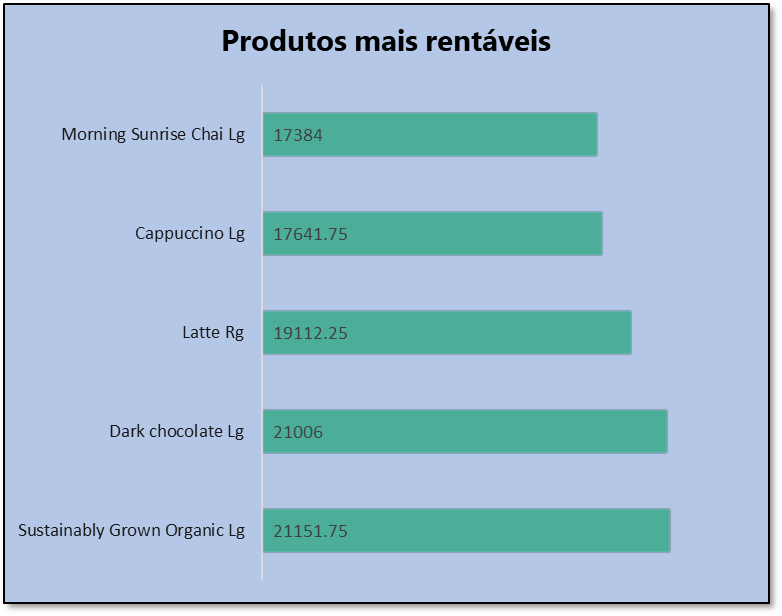 Produtos mais rentáveis
Morning Sunrise Chai Lg 17384
Cappuccino Lg 17641.75
Latte Rg 19112.25
Dark chocolate Lg 21006
Sustainably Grown Organic Lg 21151.75